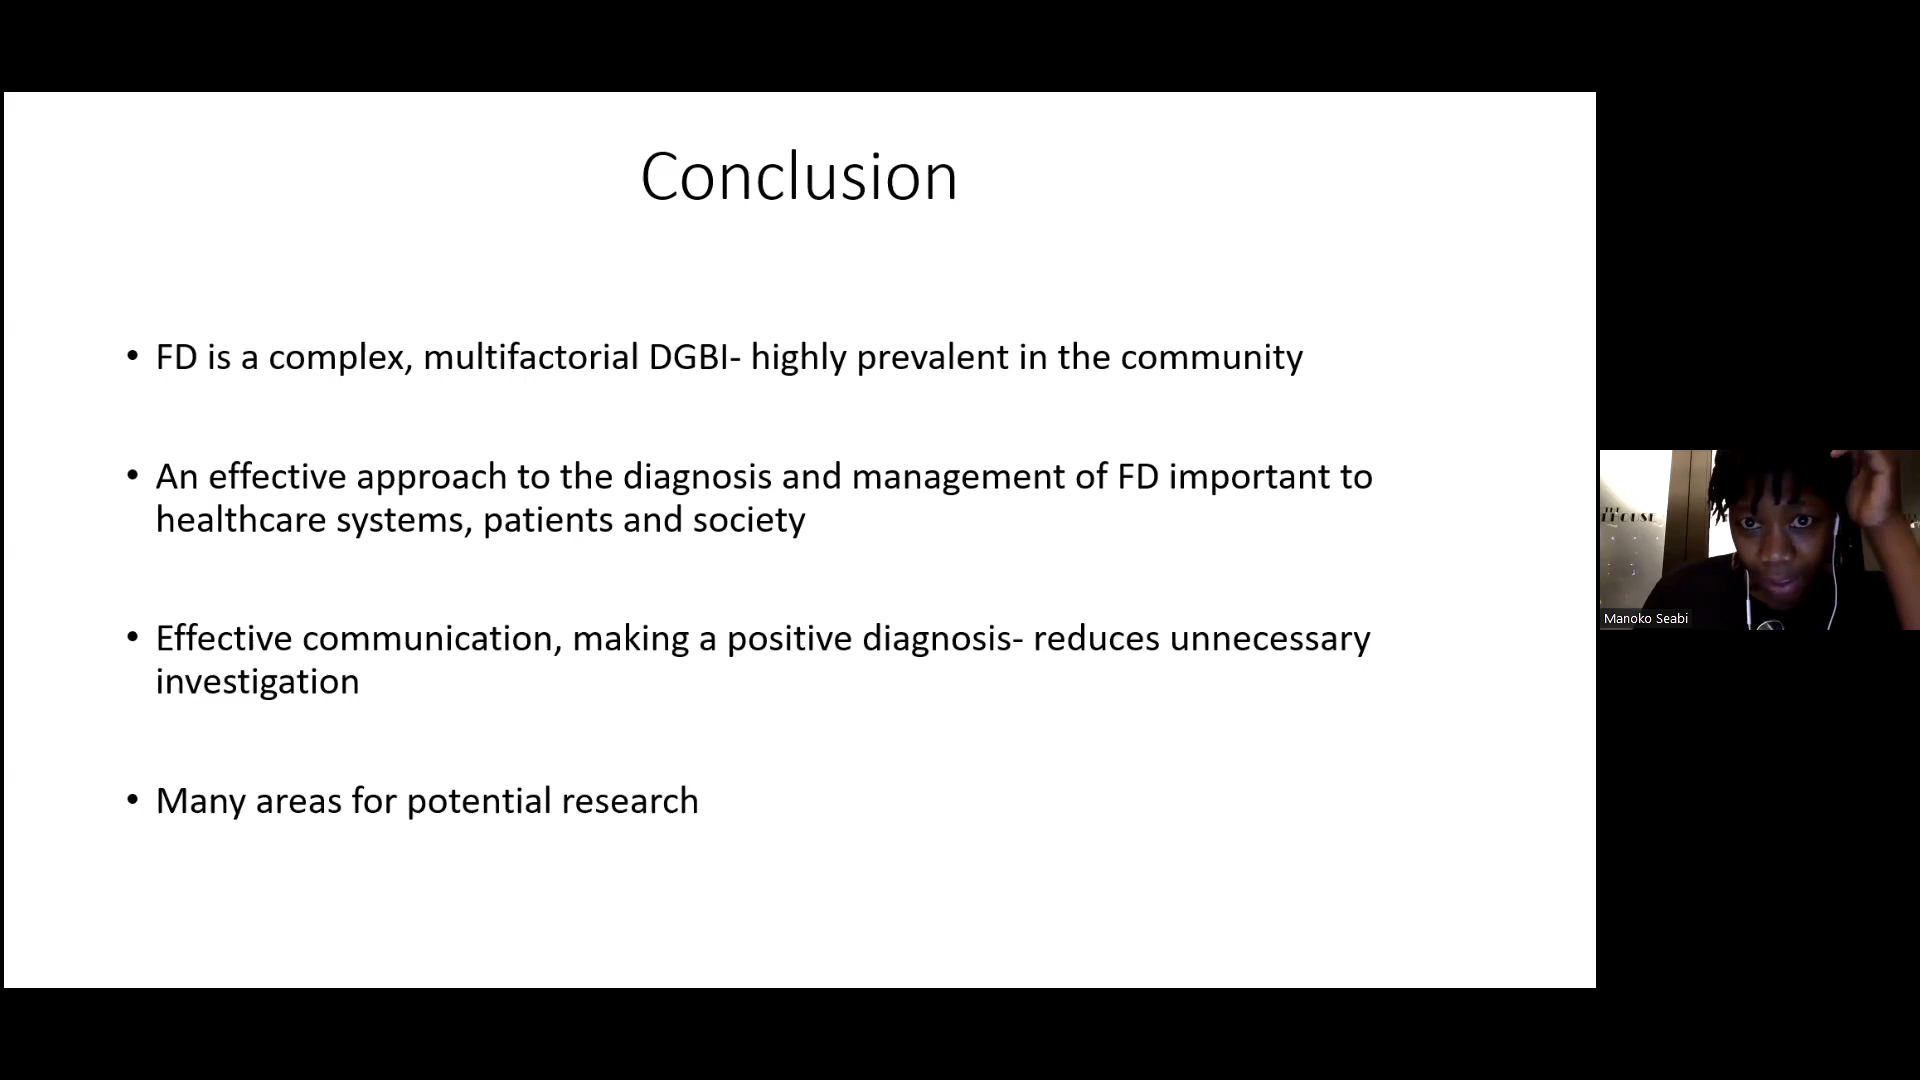 Conclusion
• FD is a complex, multifactorial DGBI- highly prevalent in the community
• An effective approach to the diagnosis and management of FD important to
healthcare systems, patients and society
• Effective communication, making a positive diagnosis- reduces unnecessary
investigation
• Many areas for potential research
Manoko Seabi